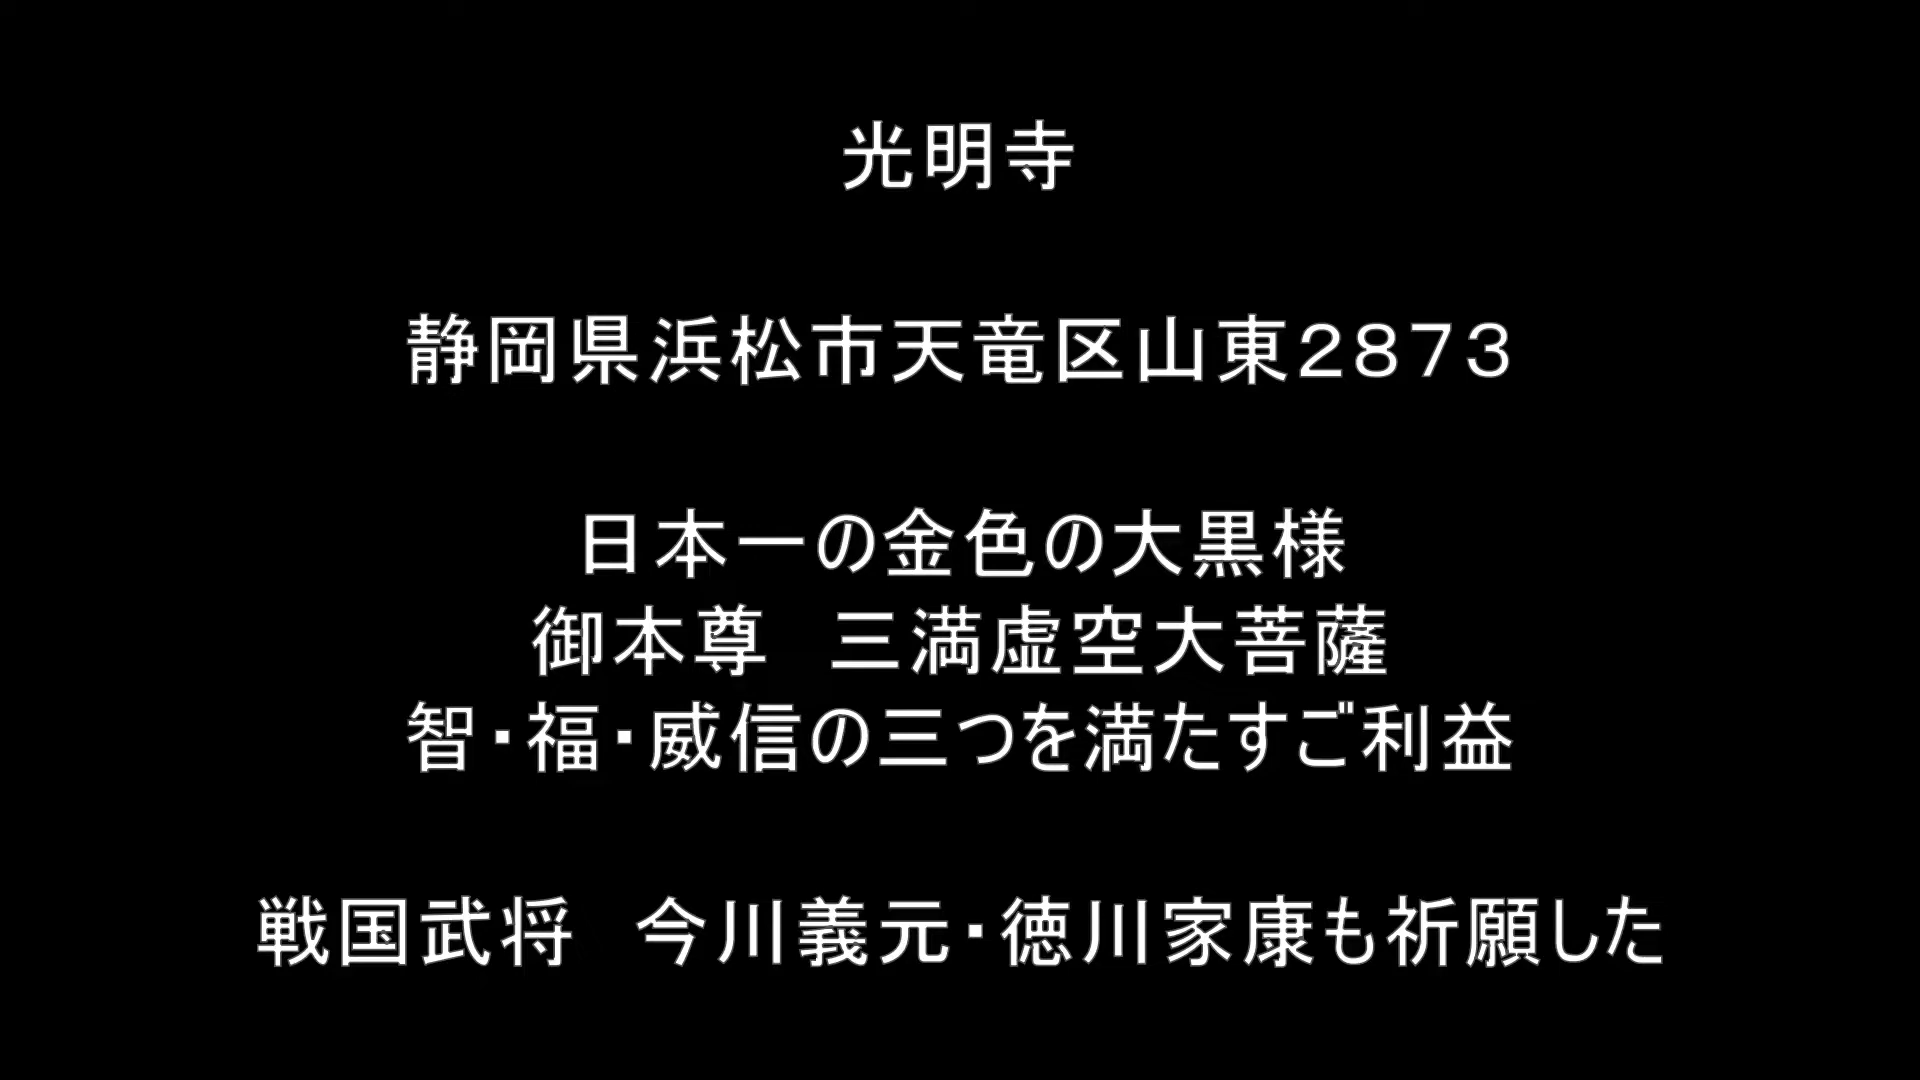 光明寺
静岡県浜松市天竜区山東２８７３
日本一の金色の大黒様
御本尊　三満虚空大菩薩
智・福・威信の三つを満たすご利益
戦国武将　今川義元・徳川家康も祈願した